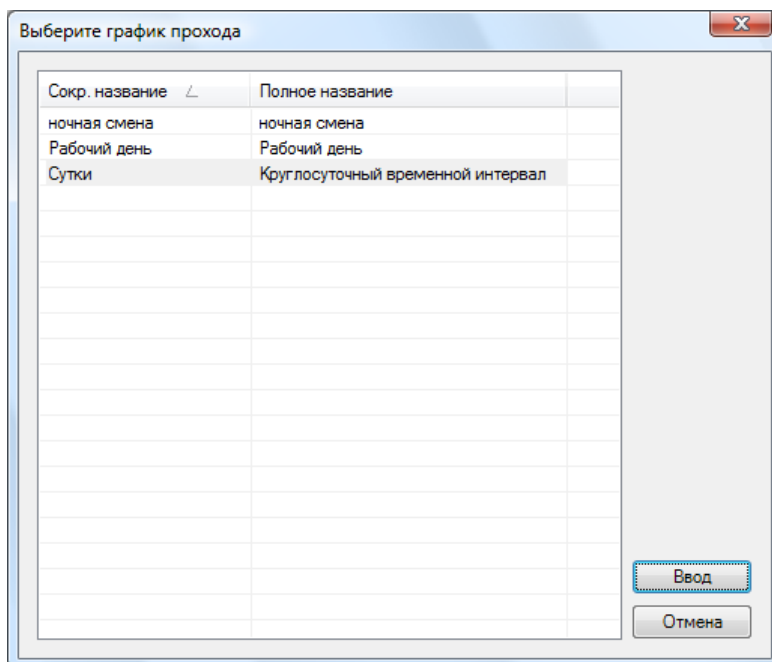 Выберите график прохода
Сокр. название Полное название
ночная смена ночная смена
Рабочий день Рабочий день
Сутки Круглосуточный временной интервал
Ввод
Отмена